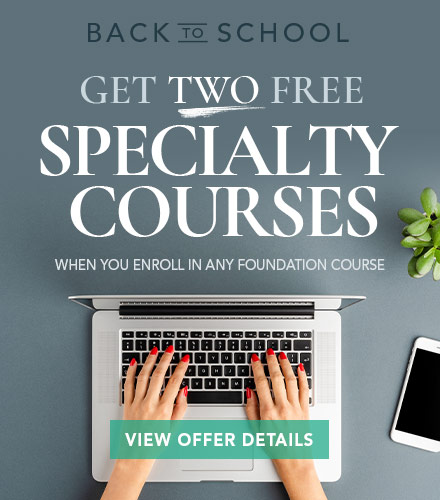 BACK TO SCHOOL
GET TWO FREE
SPECIALTY
COURSES
WHEN YOU ENROLL IN ANY FOUNDATION COURSE
VIEW OFFER DETAILS